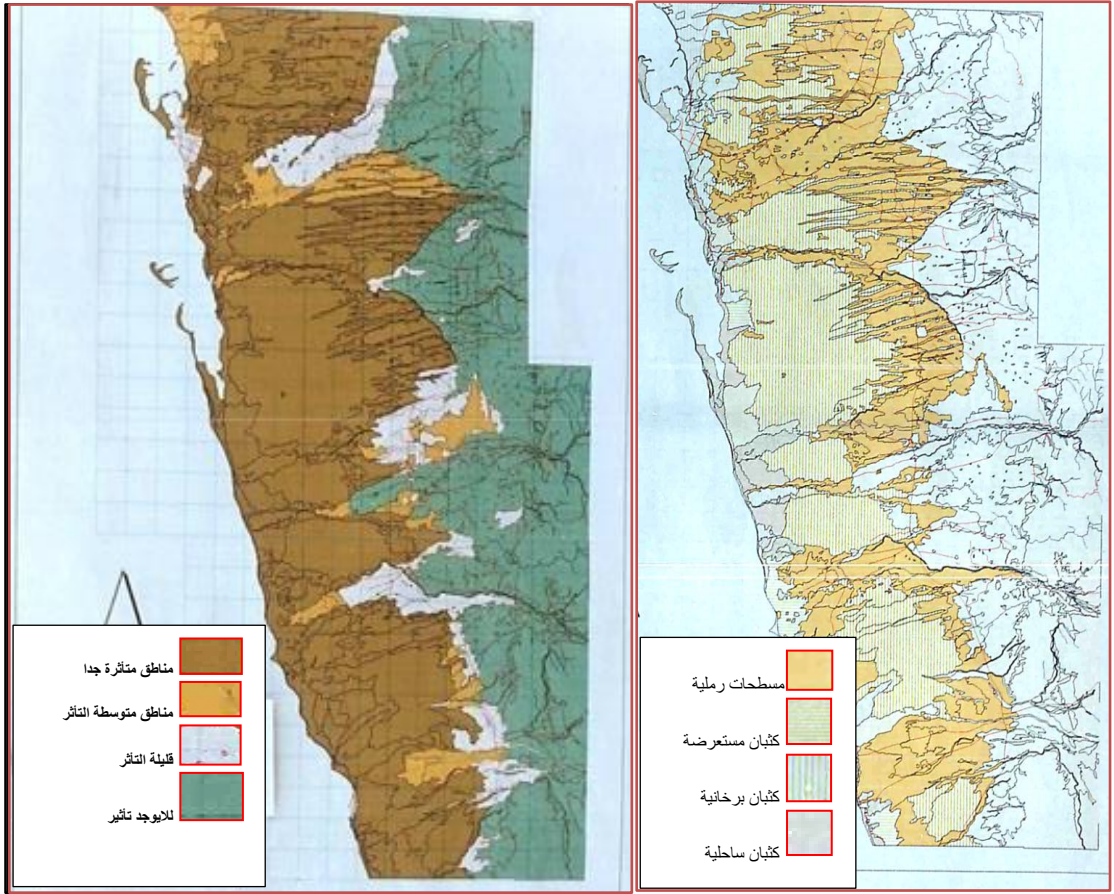 مناطق متأثرة جدا
مناطق متوسطة التأثر
قليلة التأثر
للايوجد تأثير
مسطحات رملية
كثبان مستعرضة
كثبان برخانية
كثبان ساحلية